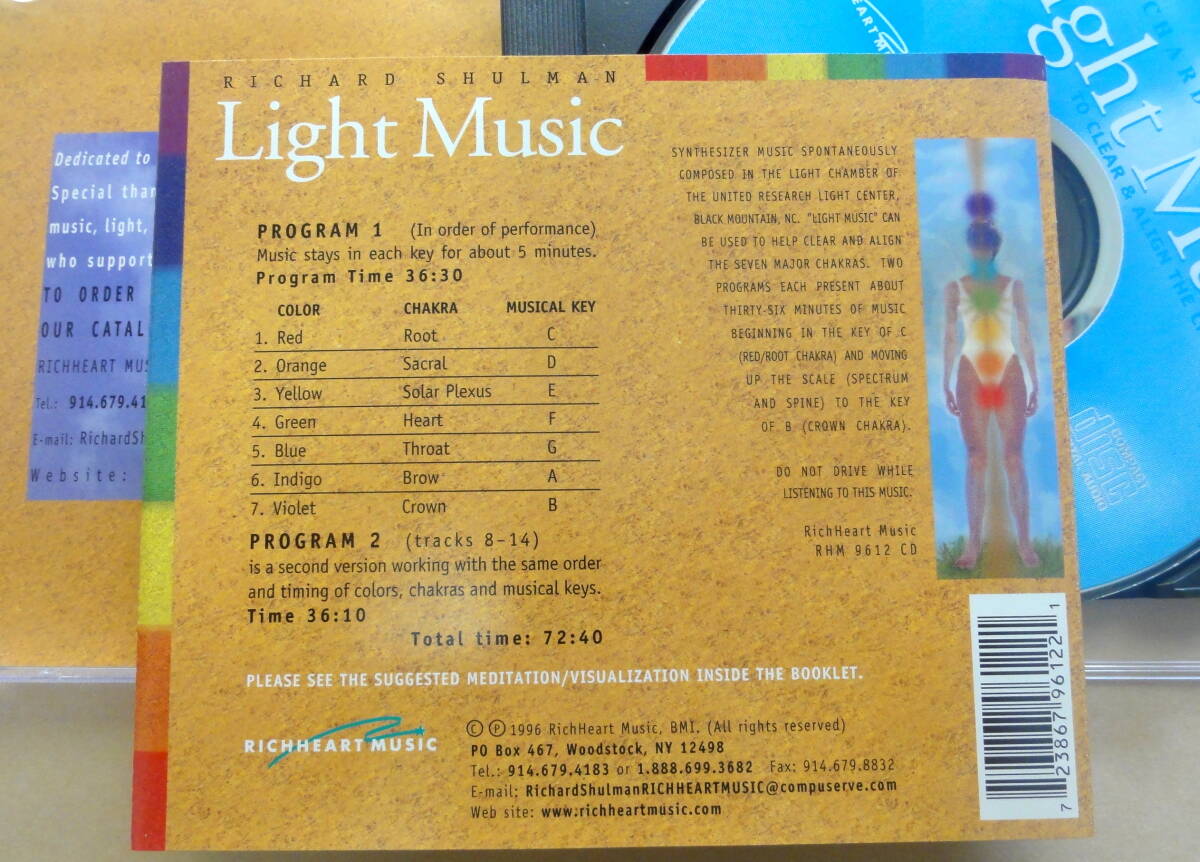 RICHARD SHULMAN
Light Music
PROGRAM 1 (In order of performance)
Music stays in each key for about 5 minutes.
Program Time 36:30
COLOR CHAKRA MUSICAL KEY
1. Red Root C
2. Orange Sacral D
3. Yellow Solar Plexus E
4. Green Heart F
5. Blue Throat G
6. Indigo Brow A
7. Violet Crown B
PROGRAM 2 (tracks 8-14)
is a second version working with the same order
and timing of colors, chakras and musical keys.
Time 36:10
Total time: 72:40
PLEASE SEE THE SUGGESTED MEDITATION/VISUALIZATION INSIDE THE BOOKLET.
RICHHEART MUSIC
© ℗ 1996 RichHeart Music, BMI. (All rights reserved)
PO Box 467, Woodstock, NY 12498
Tel.: 914.679.4183 or 1.888.699.3682 Fax: 914.679.8832
E-mail: RichardShulmanRICHHEARTMUSIC@compuserve.com
Web site: www.richheartmusic.com
SYNTHESIZER MUSIC SPONTANEOUSLY
COMPOSED IN THE LIGHT CHAMBER OF
THE UNITED RESEARCH LIGHT CENTER,
BLACK MOUNTAIN, NC. "LIGHT MUSIC" CAN
BE USED TO HELP CLEAR AND ALIGN
THE SEVEN MAJOR CHAKRAS. TWO
PROGRAMS EACH PRESENT ABOUT
THIRTY-SIX MINUTES OF MUSIC
BEGINNING IN THE KEY OF C
(RED/ROOT CHAKRA) AND MOVING
UP THE SCALE (SPECTRUM
AND SPINE) TO THE KEY
OF B (CROWN CHAKRA).
DO NOT DRIVE WHILE
LISTENING TO THIS MUSIC.
RichHeart Music
RHM 9612 CD
7 23867 96122 1
Dedicated to
Special than
music, light,
who support
TO ORDER
OUR CATAL
RICHHEART MUS
Tel.: 914.679.41
E-mail: RichardSh
Website:
TO CLEAR & ALIGN THE
COMPACT
disc
DIGITAL AUDIO